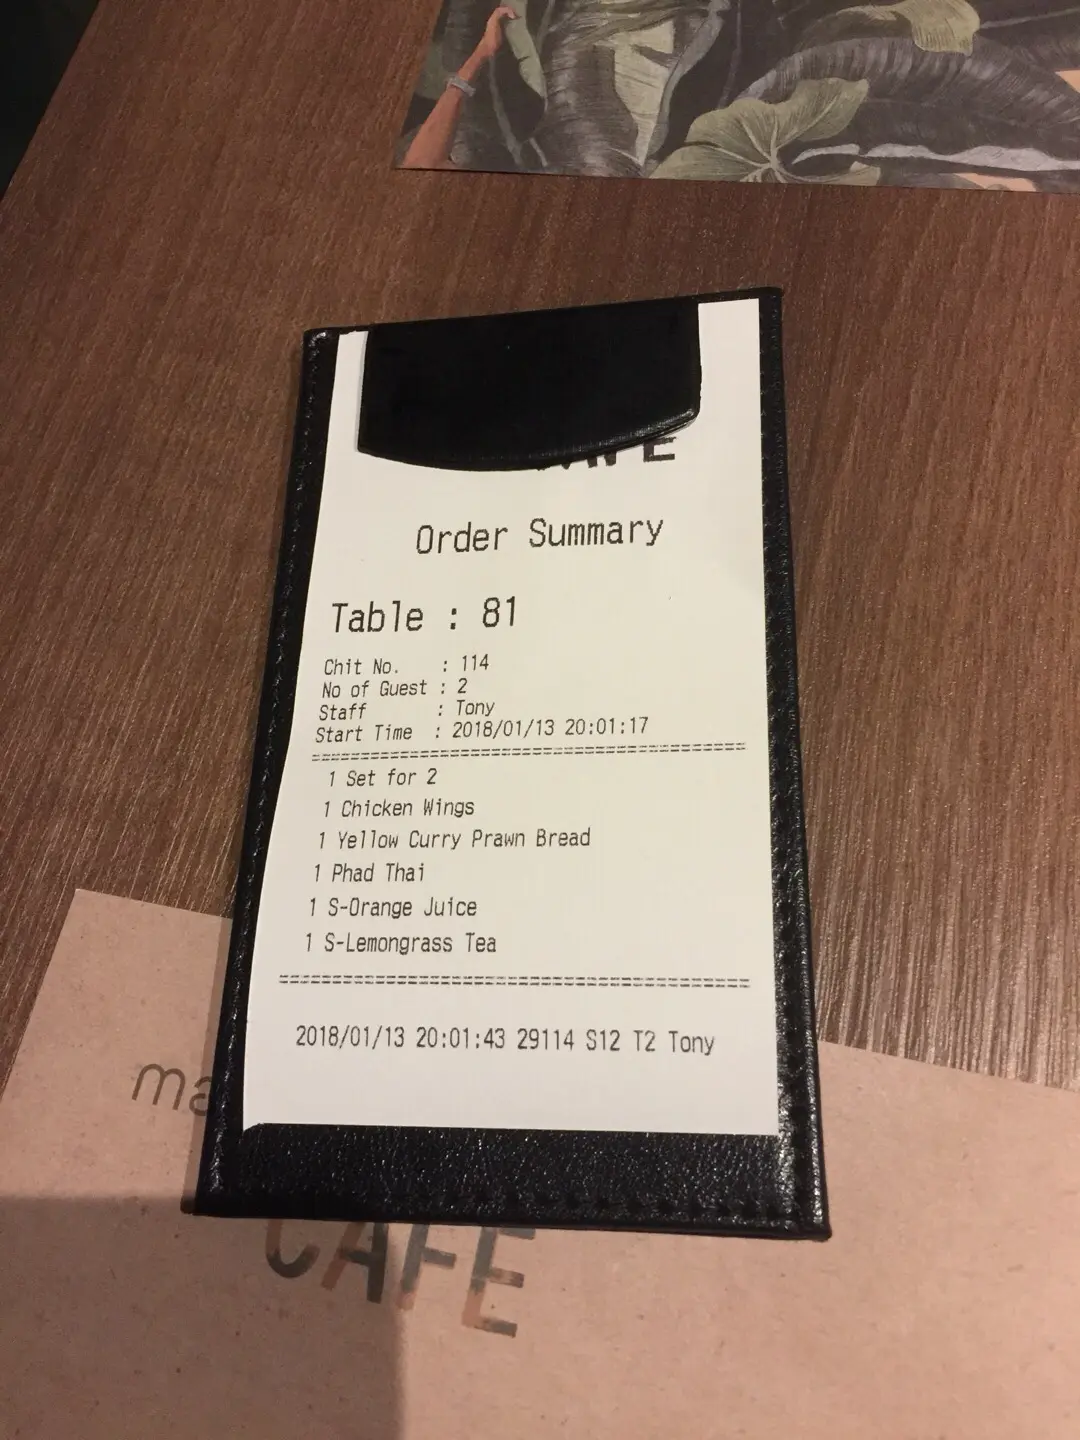 Order Summary
Table : 81
Chit No. : 114
No of Guest : 2
Staff : Tony
Start Time : 2018/01/13 20:01:17
1 Set for 2
1 Chicken Wings
1 Yellow Curry Prawn Bread
1 Phad Thai
1 S-Orange Juice
1 S-Lemongrass Tea
2018/01/13 20:01:43 29114 S12 T2 Tony
CAFE